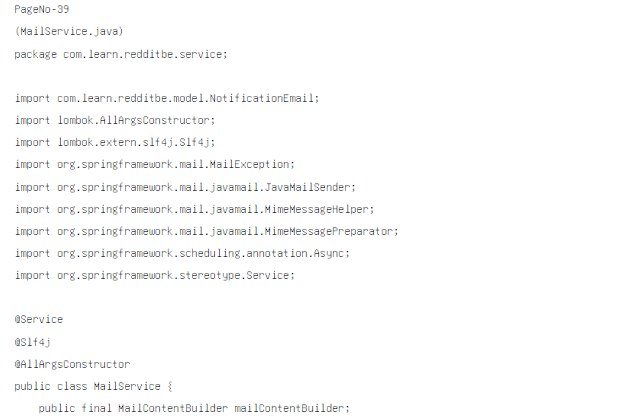 PageNo-39
(MailService.java)
package com.learn.redditbe.service;
import com.learn.redditbe.model.NotificationEmail;
import lombok.AllArgsConstructor;
import lombok.extern.slf4j.Slf4j;
import org.springframework.mail.MailException;
import org.springframework.mail.javamail.JavaMailSender;
import org.springframework.mail.javamail.MimeMessageHelper;
import org.springframework.mail.javamail.MimeMessagePreparator;
import org.springframework.scheduling.annotation.Async;
import org.springframework.stereotype.Service;
@Service
@Slf4j
@AllArgsConstructor
public class MailService {
public final MailContentBuilder mailContentBuilder;